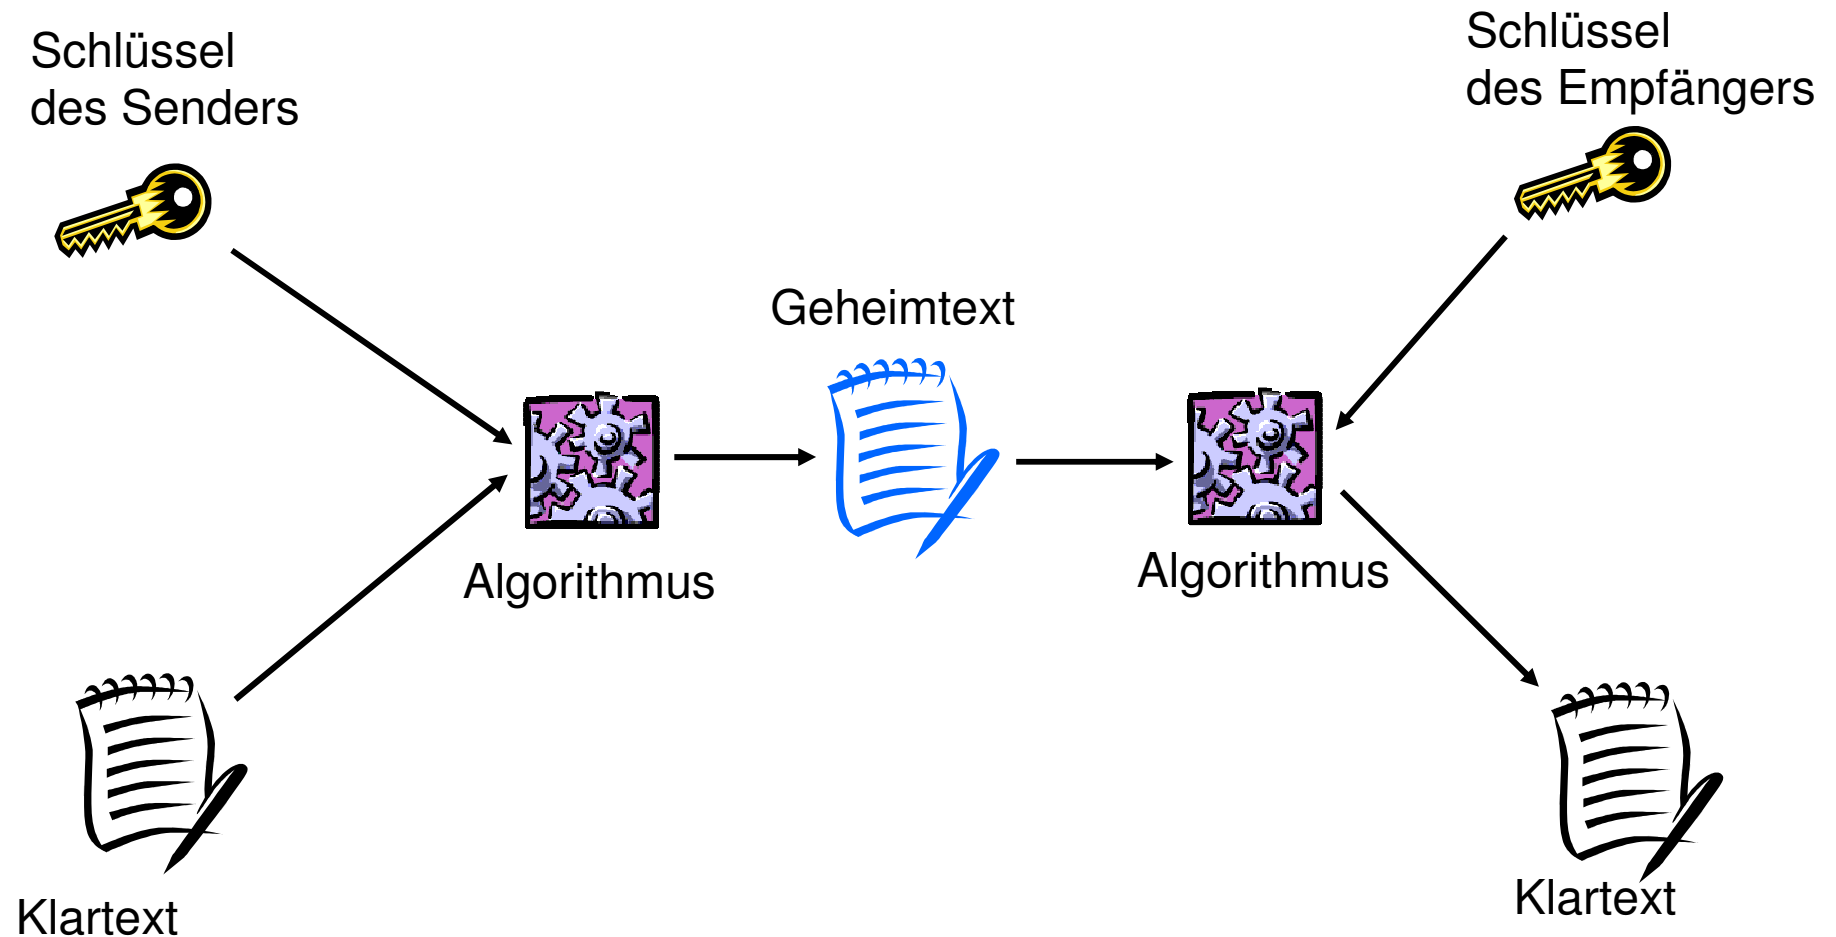 Schlüssel
des Senders
Schlüssel
des Empfängers
Geheimtext
Algorithmus
Algorithmus
Klartext
Klartext